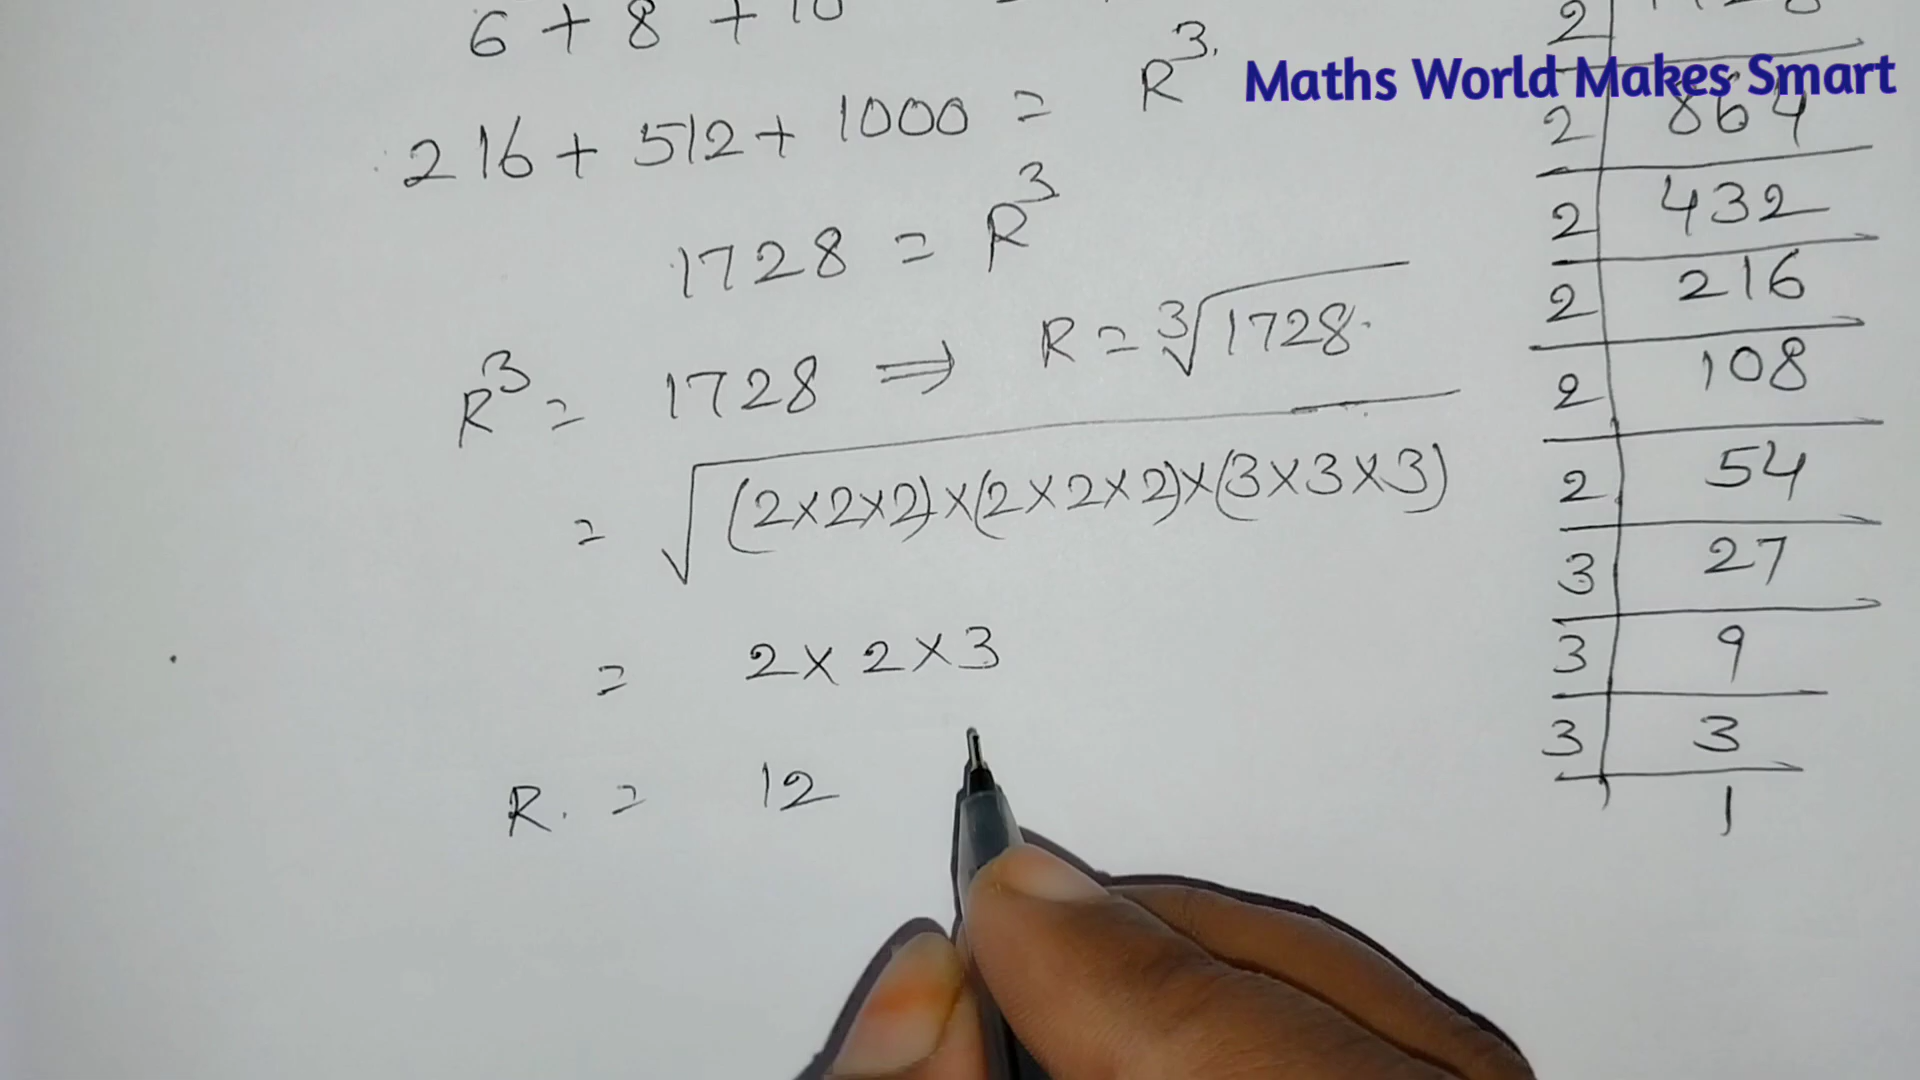 6 + 8 + 10
216 + 512 + 1000 = R³
1728 = R³
R³ = 1728 ⇒ R = ∛1728
= √(2×2×2)×(2×2×2)×(3×3×3)
= 2×2×3
R. = 12
Maths World Makes Smart
2 | 1728
2 | 864
2 | 432
2 | 216
2 | 108
2 | 54
3 | 27
3 | 9
3 | 3
1